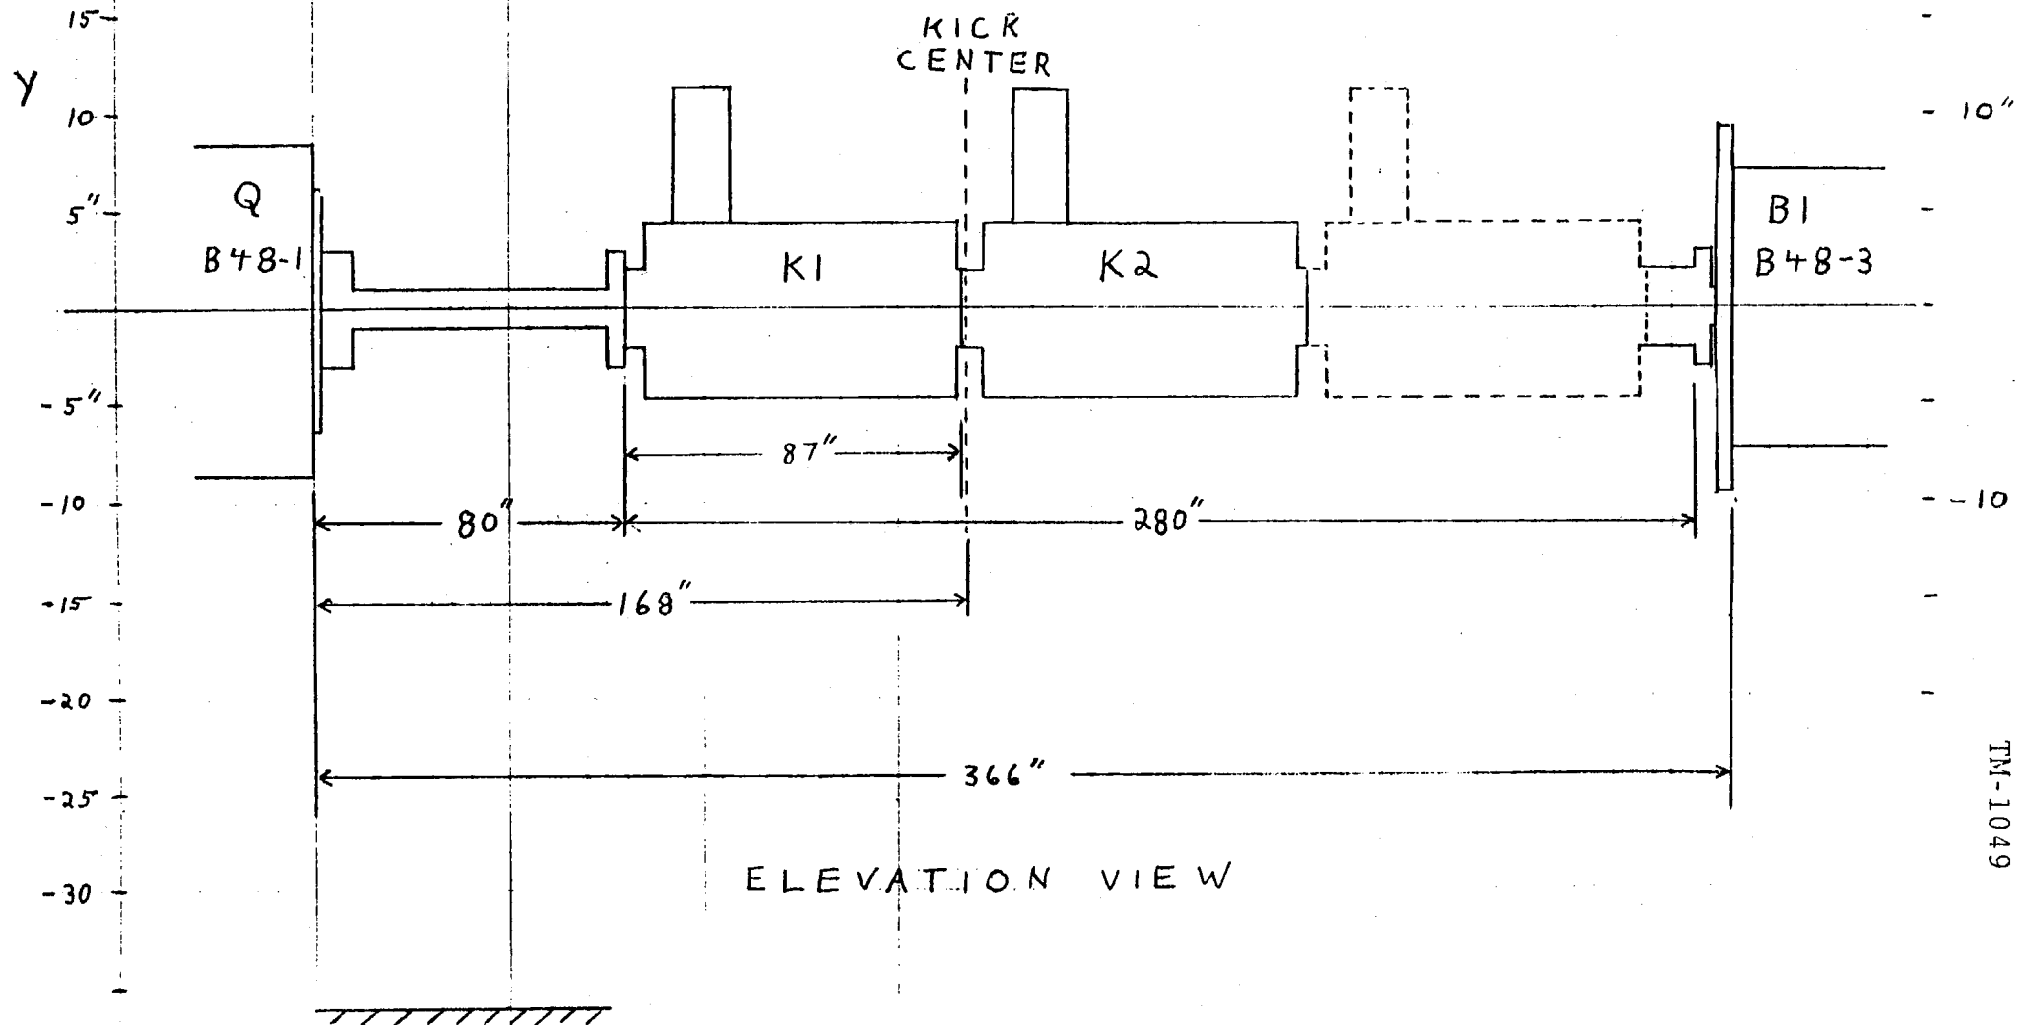 KICK
CENTER
Y
15
10
5"
-5"
-10
-15
-20
-25
-30
10"
-10
Q
B48-1
K1
K2
B1
B48-3
87"
80"
280"
168"
366"
ELEVATION VIEW
TM-1049